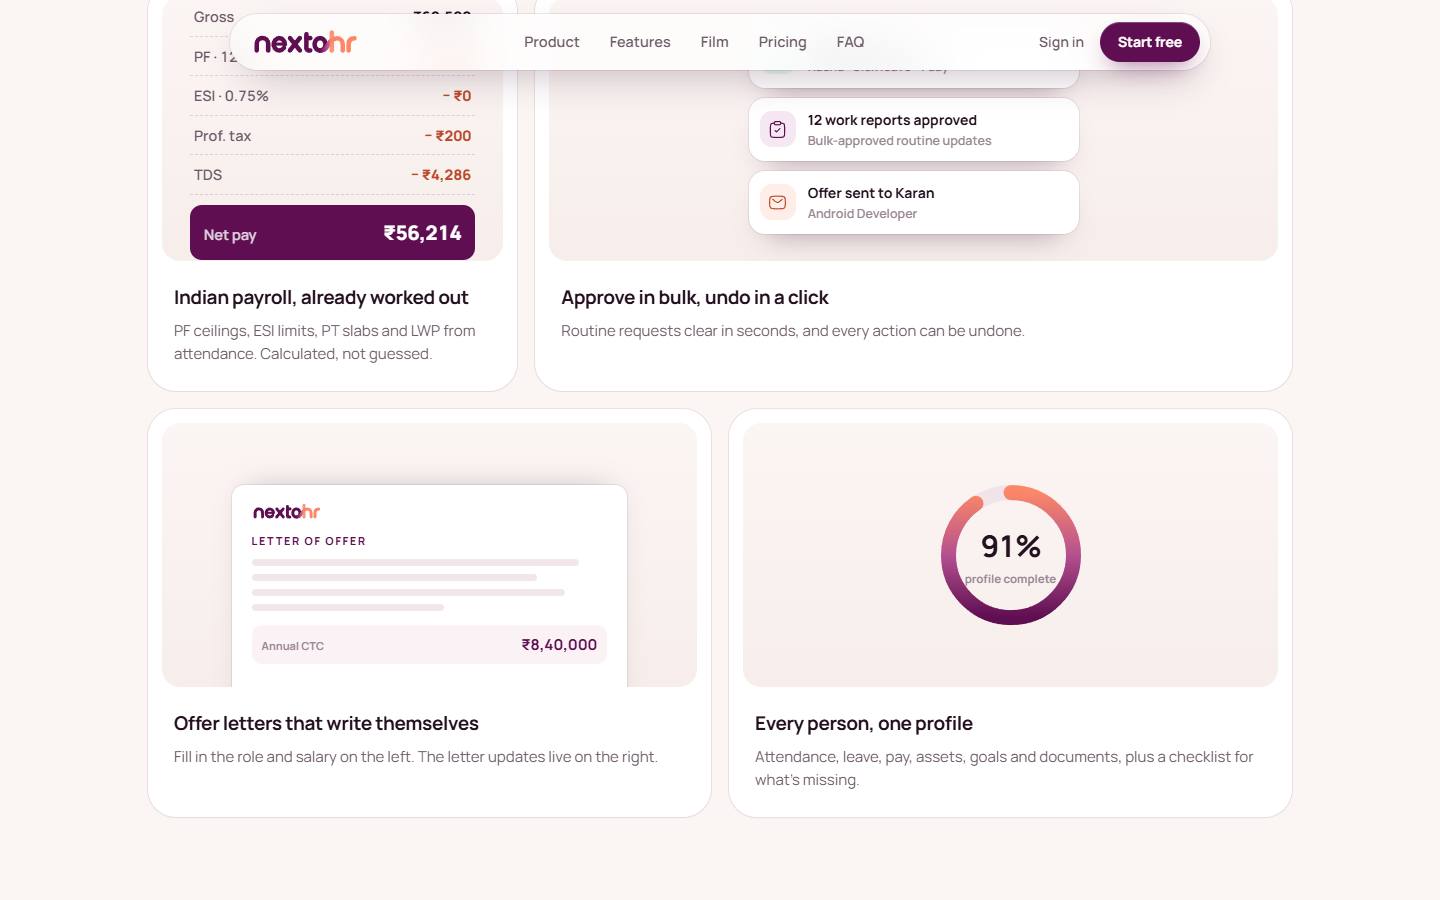 Gross
nextohr
Product
Features
Film
Pricing
FAQ
Sign in
Start free
PF · 12
ESI · 0.75%
− ₹0
Prof. tax
− ₹200
TDS
− ₹4,286
Net pay
₹56,214
12 work reports approved
Bulk-approved routine updates
Offer sent to Karan
Android Developer
Indian payroll, already worked out
PF ceilings, ESI limits, PT slabs and LWP from
attendance. Calculated, not guessed.
Approve in bulk, undo in a click
Routine requests clear in seconds, and every action can be undone.
nextohr
LETTER OF OFFER
Annual CTC
₹8,40,000
Offer letters that write themselves
Fill in the role and salary on the left. The letter updates live on the right.
91%
profile complete
Every person, one profile
Attendance, leave, pay, assets, goals and documents, plus a checklist for
what's missing.